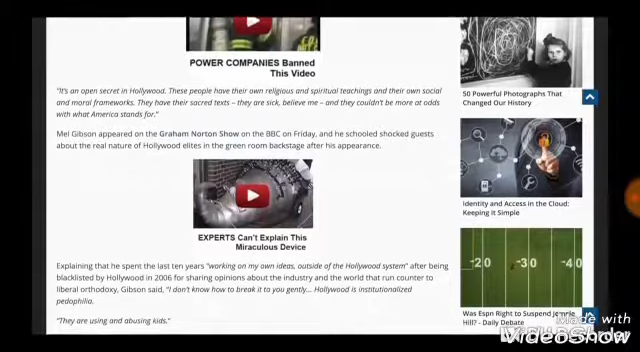 POWER COMPANIES Banned
This Video
"It's an open secret in Hollywood. These people have their own religious and spiritual teachings and their own social
and moral frameworks. They have their sacred texts – they are sick, believe me – and they couldn't be more at odds
with what America stands for."
Mel Gibson appeared on the Graham Norton Show on the BBC on Friday, and he schooled shocked guests
about the real nature of Hollywood elites in the green room backstage after his appearance.
EXPERTS Can't Explain This
Miraculous Device
Explaining that he spent the last ten years "working on my own ideas, outside of the Hollywood system" after being
blacklisted by Hollywood in 2006 for sharing opinions about the industry and the world that run counter to
liberal orthodoxy, Gibson said, "I don't know how to break it to you gently... Hollywood is institutionalized
pedophilia.
"They are using and abusing kids."
50 Powerful Photographs That
Changed Our History
Identity and Access in the Cloud:
Keeping it Simple
-20 -30 -40
Was Espn Right to Suspend Jemele
Hill? - Daily Debate
Made with
VideoShow